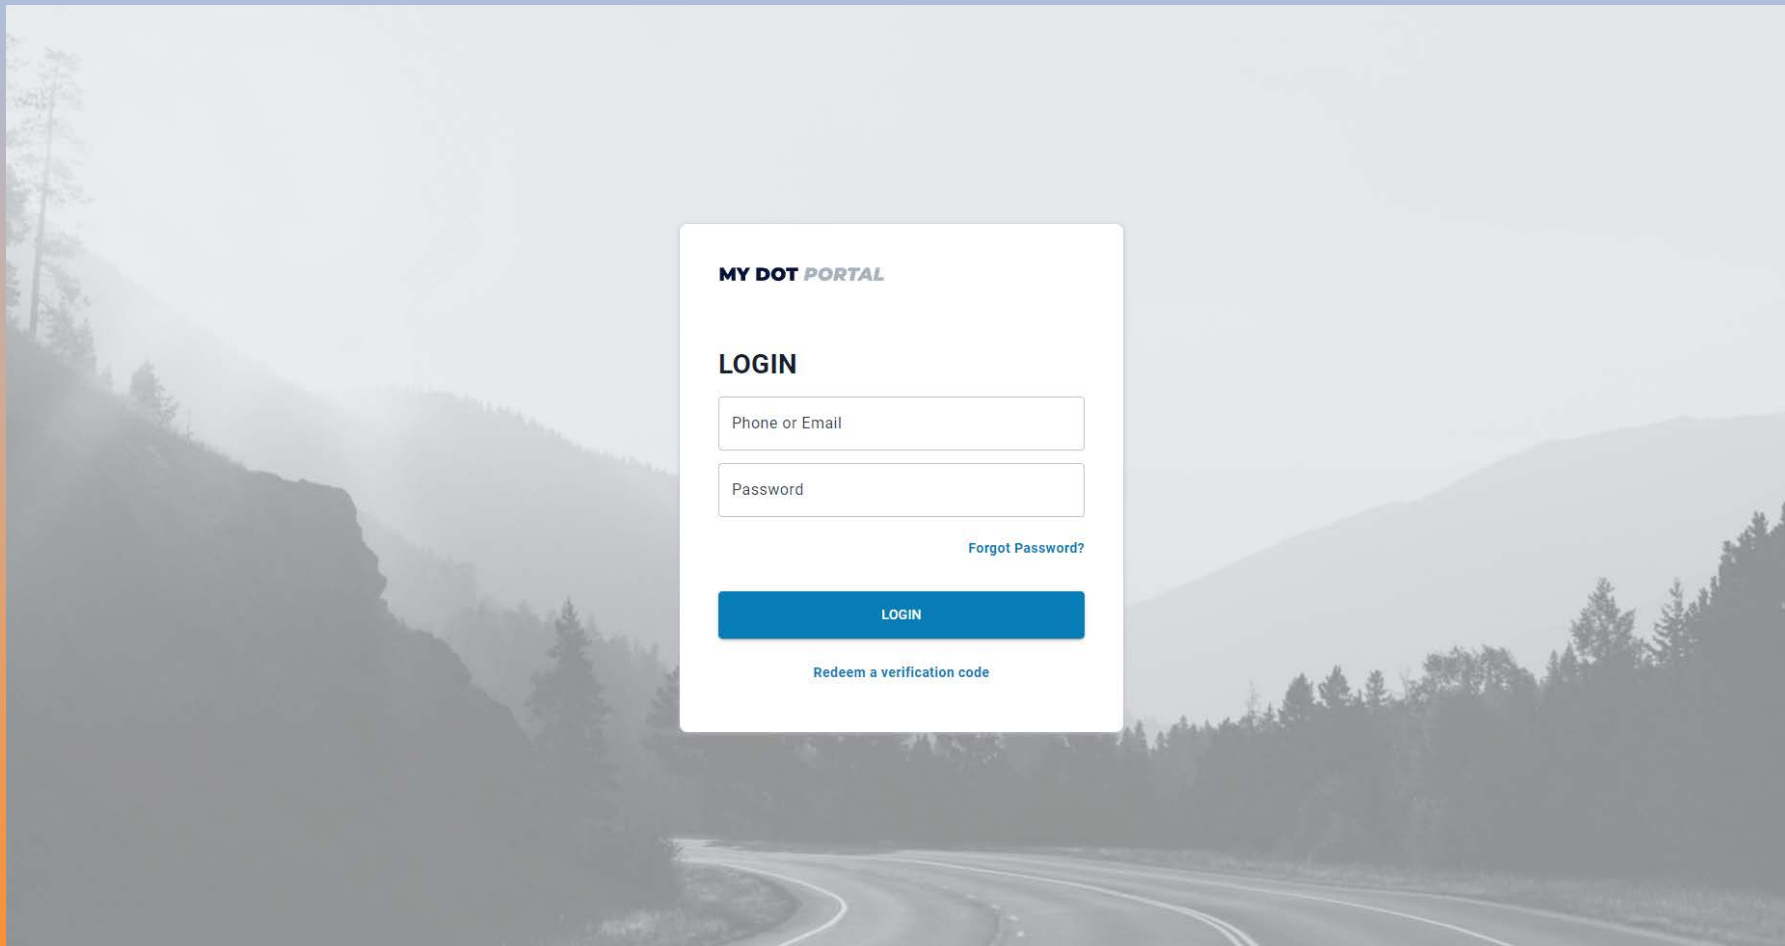 MY DOT PORTAL
LOGIN
Phone or Email
Password
Forgot Password?
LOGIN
Redeem a verification code